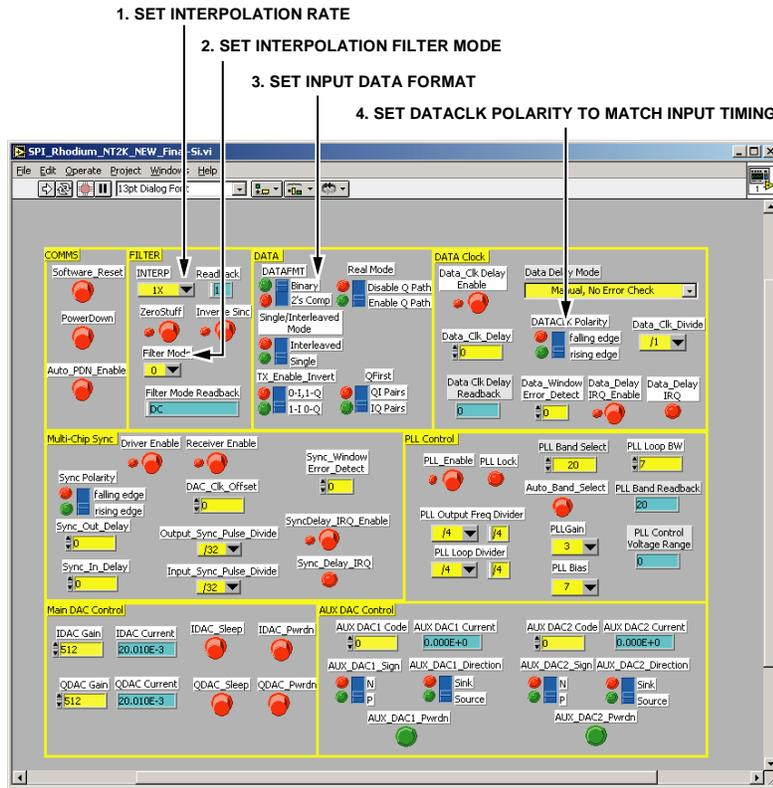 1. SET INTERPOLATION RATE
2. SET INTERPOLATION FILTER MODE
3. SET INPUT DATA FORMAT
4. SET DATACLK POLARITY TO MATCH INPUT TIMING
SPI_Rhodium_NT2K_NEW_Final-Si.vi
File Edit Operate Project Windows Help
13pt Dialog Font
COMMS
Software_Reset
PowerDown
Auto_PDN_Enable
FILTER
INTERP Readback
1X
ZeroStuff Inverse Sinc
Filter Mode
0
Filter Mode Readback
DC
DATA
DATAFMT Real Mode
Binary Disable Q Path
2's Comp Enable Q Path
Single/Interleaved
Mode
Interleaved
Single
TX_Enable_Invert QFirst
0-I,1-Q QI Pairs
1-I 0-Q IQ Pairs
DATA Clock
Data_Clk Delay
Enable
Data Delay Mode
Manual, No Error Check
Data_Clk_Delay
0
DATACLK Polarity
falling edge
rising edge
Data_Clk_Divide
/1
Data Clk Delay
Readback
0
Data_Window
Error_Detect
0
Data_Delay
IRQ_Enable
Data_Delay
IRQ
Multi-Chip Sync
Driver Enable Receiver Enable
Sync Polarity
falling edge
rising edge
DAC_Clk_Offset
0
Sync_Window
Error_Detect
0
Sync_Out_Delay
0
Output_Sync_Pulse_Divide
/32
SyncDelay_IRQ_Enable
Sync_In_Delay
0
Input_Sync_Pulse_Divide
/32
Sync_Delay_IRQ
PLL Control
PLL_Enable PLL Lock
PLL Band Select
20
PLL Loop BW
7
Auto_Band_Select
PLL Band Readback
20
PLL Output Freq Divider
/4 /4
PLL Loop Divider
/4 /4
PLLGain
3
PLL Bias
7
PLL Control
Voltage Range
0
Main DAC Control
IDAC Gain IDAC Current IDAC_Sleep IDAC_Pwrdn
512 20.010E-3
QDAC Gain QDAC Current QDAC_Sleep QDAC_Pwrdn
512 20.010E-3
AUX DAC Control
AUX DAC1 Code AUX DAC1 Current
0 0.000E+0
AUX_DAC1_Sign AUX_DAC1_Direction
N Sink
P Source
AUX_DAC1_Pwrdn
AUX DAC2 Code AUX DAC2 Current
0 0.000E+0
AUX_DAC2_Sign AUX_DAC2_Direction
N Sink
P Source
AUX_DAC2_Pwrdn